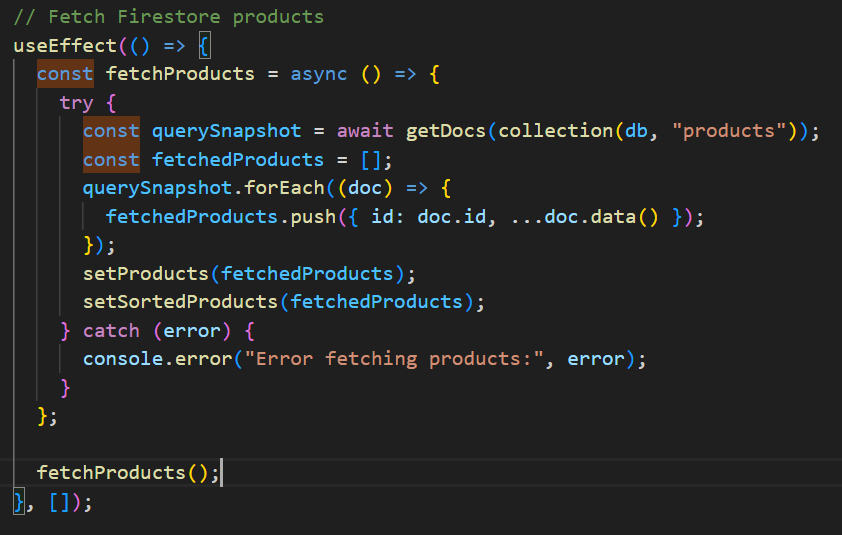 // Fetch Firestore products
useEffect(() => {
  const fetchProducts = async () => {
    try {
      const querySnapshot = await getDocs(collection(db, "products"));
      const fetchedProducts = [];
      querySnapshot.forEach((doc) => {
        fetchedProducts.push({ id: doc.id, ...doc.data() });
      });
      setProducts(fetchedProducts);
      setSortedProducts(fetchedProducts);
    } catch (error) {
      console.error("Error fetching products:", error);
    }
  };

  fetchProducts();
}, []);